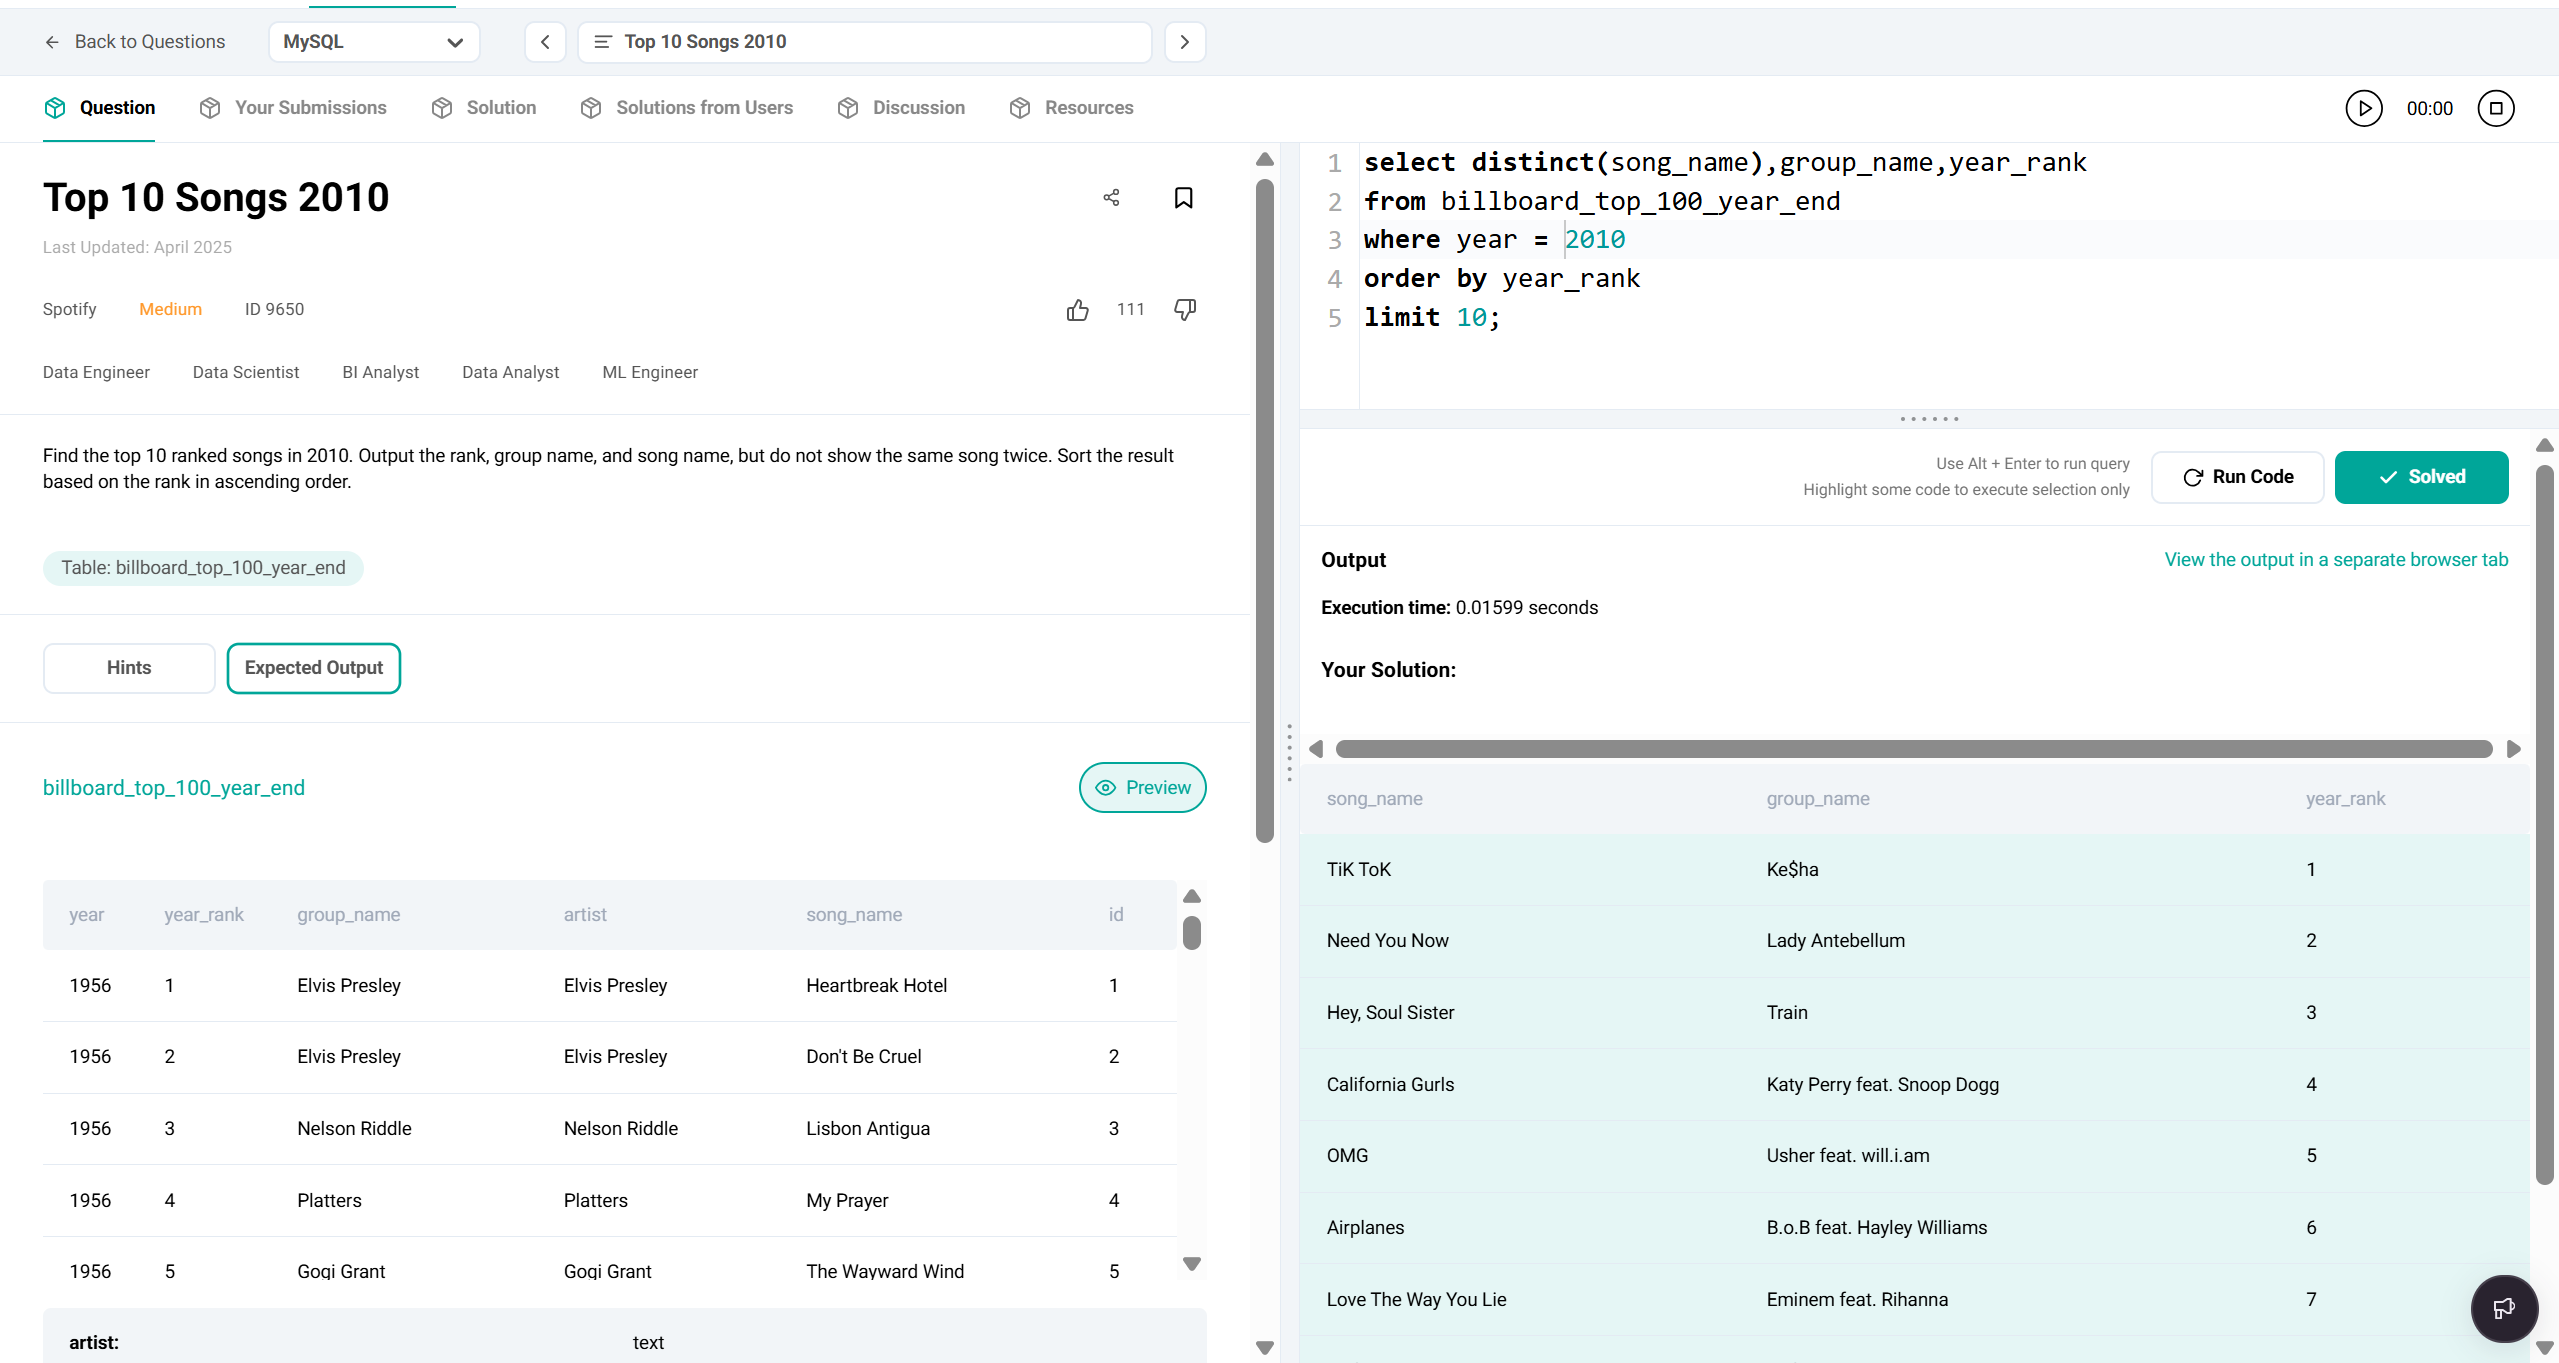 Back to Questions
MySQL
Top 10 Songs 2010
Question
Your Submissions
Solution
Solutions from Users
Discussion
Resources
00:00
Top 10 Songs 2010
Last Updated: April 2025
Spotify
Medium
ID 9650
111
Data Engineer
Data Scientist
BI Analyst
Data Analyst
ML Engineer
Find the top 10 ranked songs in 2010. Output the rank, group name, and song name, but do not show the same song twice. Sort the result
based on the rank in ascending order.
Table: billboard_top_100_year_end
Hints
Expected Output
billboard_top_100_year_end
Preview
year year_rank group_name artist song_name id
1956 1 Elvis Presley Elvis Presley Heartbreak Hotel 1
1956 2 Elvis Presley Elvis Presley Don't Be Cruel 2
1956 3 Nelson Riddle Nelson Riddle Lisbon Antigua 3
1956 4 Platters Platters My Prayer 4
1956 5 Gogi Grant Gogi Grant The Wayward Wind 5
artist: text
1 select distinct(song_name),group_name,year_rank
2 from billboard_top_100_year_end
3 where year = 2010
4 order by year_rank
5 limit 10;
Use Alt + Enter to run query
Highlight some code to execute selection only
Run Code
Solved
Output
View the output in a separate browser tab
Execution time: 0.01599 seconds
Your Solution:
song_name group_name year_rank
TiK ToK Ke$ha 1
Need You Now Lady Antebellum 2
Hey, Soul Sister Train 3
California Gurls Katy Perry feat. Snoop Dogg 4
OMG Usher feat. will.i.am 5
Airplanes B.o.B feat. Hayley Williams 6
Love The Way You Lie Eminem feat. Rihanna 7